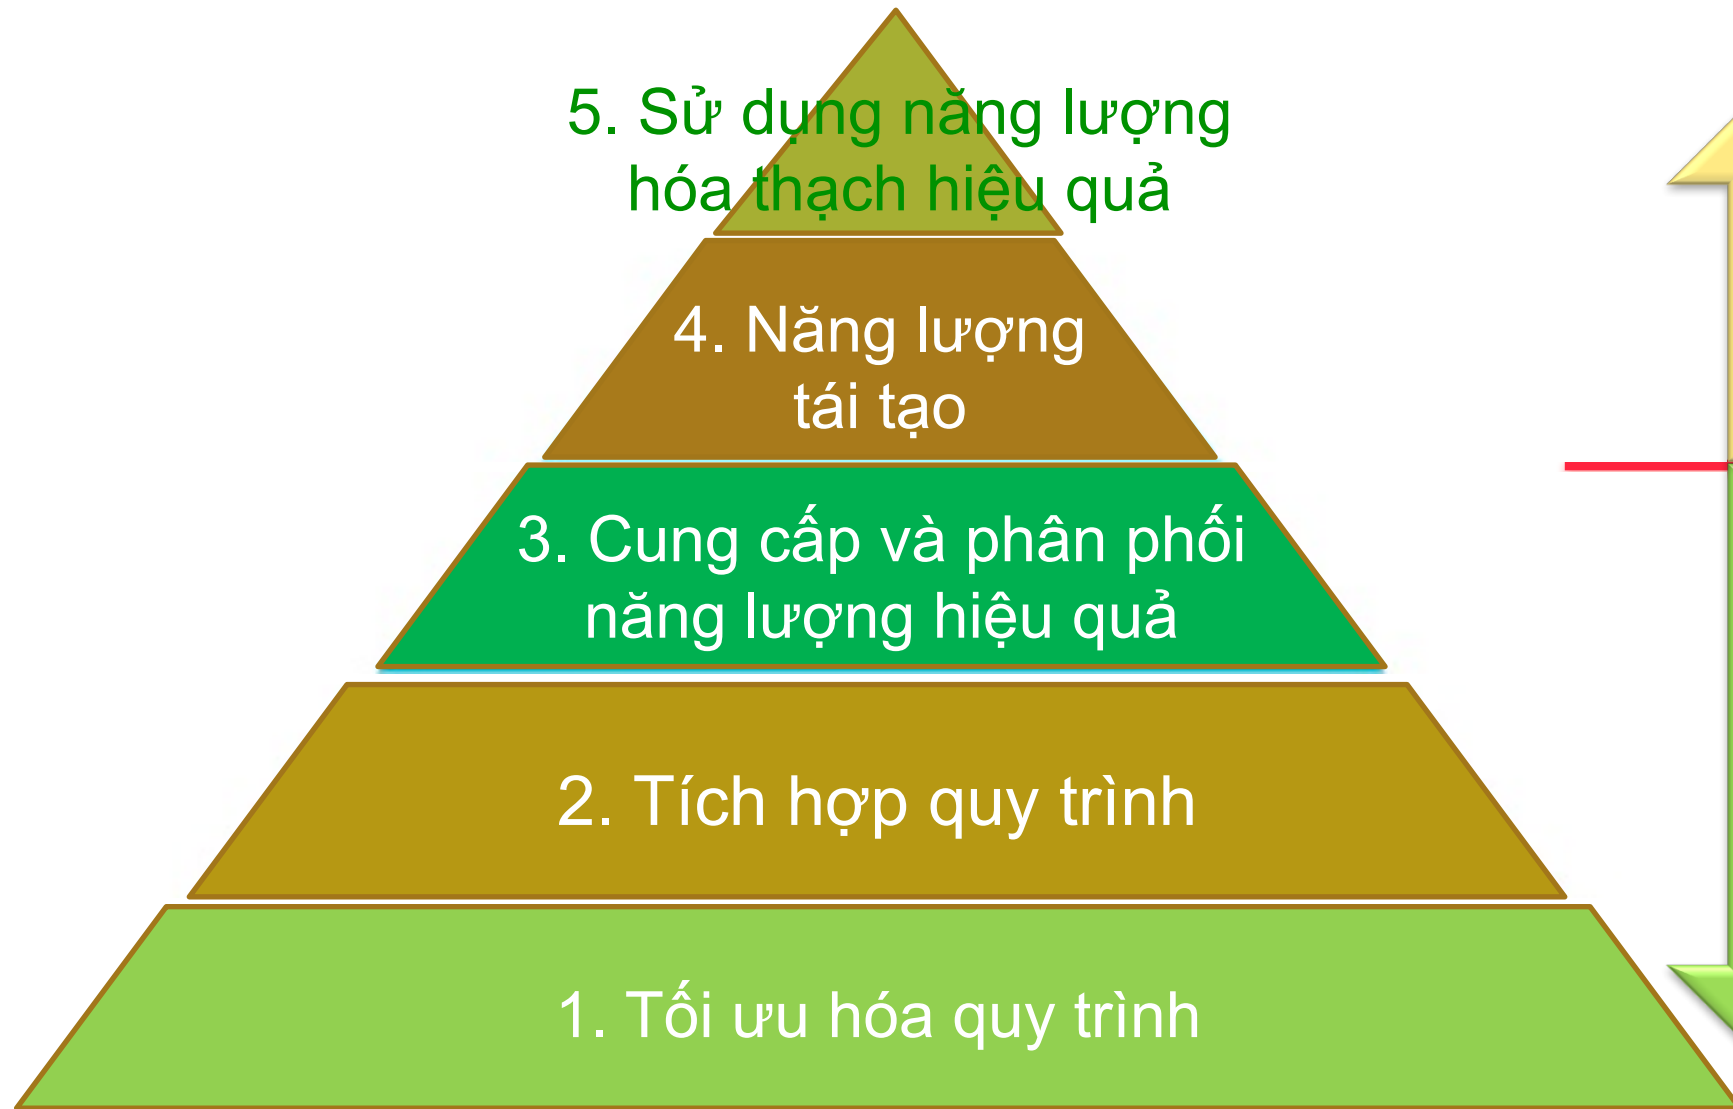 5. Sử dụng năng lượng
hóa thạch hiệu quả
4. Năng lượng
tái tạo
3. Cung cấp và phân phối
năng lượng hiệu quả
2. Tích hợp quy trình
1. Tối ưu hóa quy trình